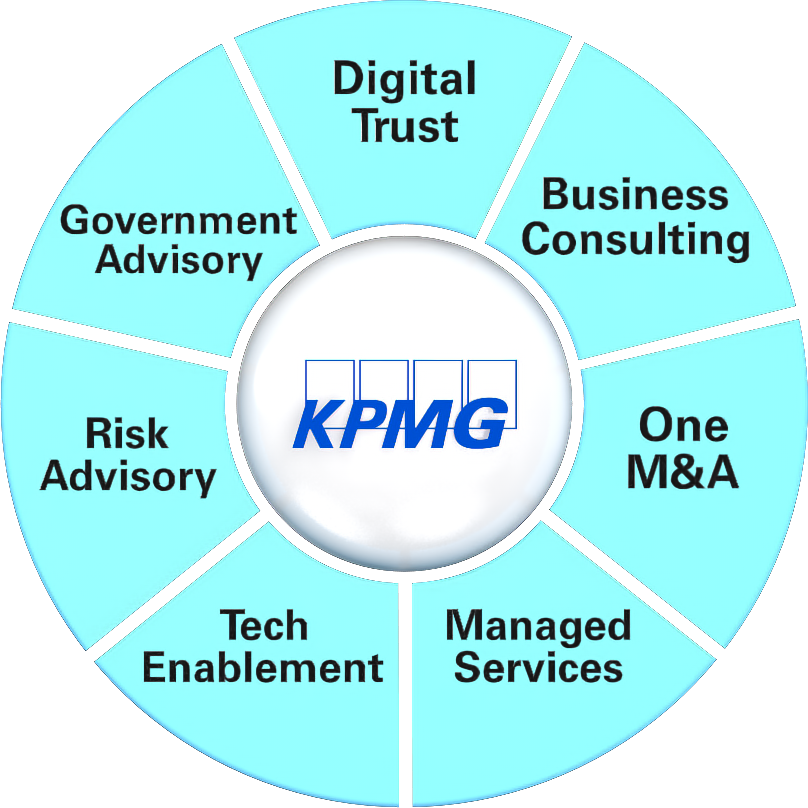 Digital
Trust
Business
Consulting
One
M&A
Managed
Services
Tech
Enablement
Risk
Advisory
Government
Advisory
KPMG